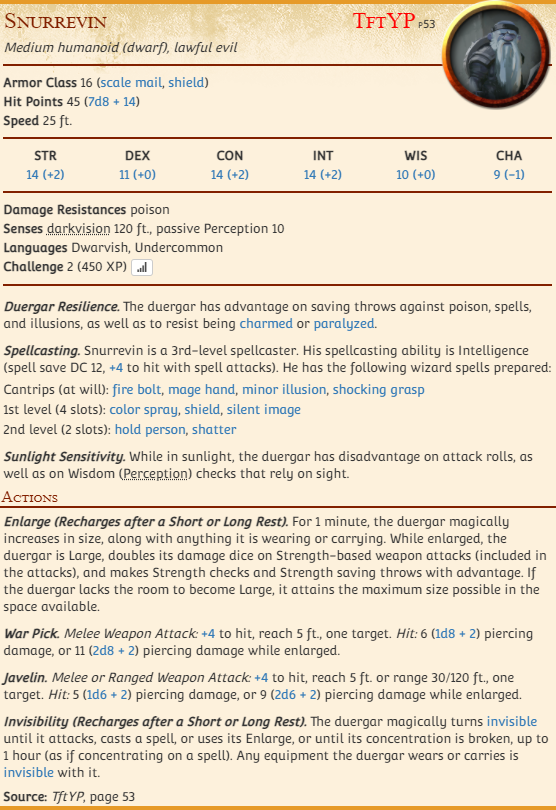 Snurrevin
TftYP p53
Medium humanoid (dwarf), lawful evil
Armor Class 16 (scale mail, shield)
Hit Points 45 (7d8 + 14)
Speed 25 ft.
STR DEX CON INT WIS CHA
14 (+2) 11 (+0) 14 (+2) 14 (+2) 10 (+0) 9 (−1)
Damage Resistances poison
Senses darkvision 120 ft., passive Perception 10
Languages Dwarvish, Undercommon
Challenge 2 (450 XP)
Duergar Resilience. The duergar has advantage on saving throws against poison, spells,
and illusions, as well as to resist being charmed or paralyzed.
Spellcasting. Snurrevin is a 3rd-level spellcaster. His spellcasting ability is Intelligence
(spell save DC 12, +4 to hit with spell attacks). He has the following wizard spells prepared:
Cantrips (at will): fire bolt, mage hand, minor illusion, shocking grasp
1st level (4 slots): color spray, shield, silent image
2nd level (2 slots): hold person, shatter
Sunlight Sensitivity. While in sunlight, the duergar has disadvantage on attack rolls, as
well as on Wisdom (Perception) checks that rely on sight.
Actions
Enlarge (Recharges after a Short or Long Rest). For 1 minute, the duergar magically
increases in size, along with anything it is wearing or carrying. While enlarged, the
duergar is Large, doubles its damage dice on Strength-based weapon attacks (included in
the attacks), and makes Strength checks and Strength saving throws with advantage. If
the duergar lacks the room to become Large, it attains the maximum size possible in the
space available.
War Pick. Melee Weapon Attack: +4 to hit, reach 5 ft., one target. Hit: 6 (1d8 + 2) piercing
damage, or 11 (2d8 + 2) piercing damage while enlarged.
Javelin. Melee or Ranged Weapon Attack: +4 to hit, reach 5 ft. or range 30/120 ft., one
target. Hit: 5 (1d6 + 2) piercing damage, or 9 (2d6 + 2) piercing damage while enlarged.
Invisibility (Recharges after a Short or Long Rest). The duergar magically turns invisible
until it attacks, casts a spell, or uses its Enlarge, or until its concentration is broken, up to
1 hour (as if concentrating on a spell). Any equipment the duergar wears or carries is
invisible with it.
Source: TftYP, page 53